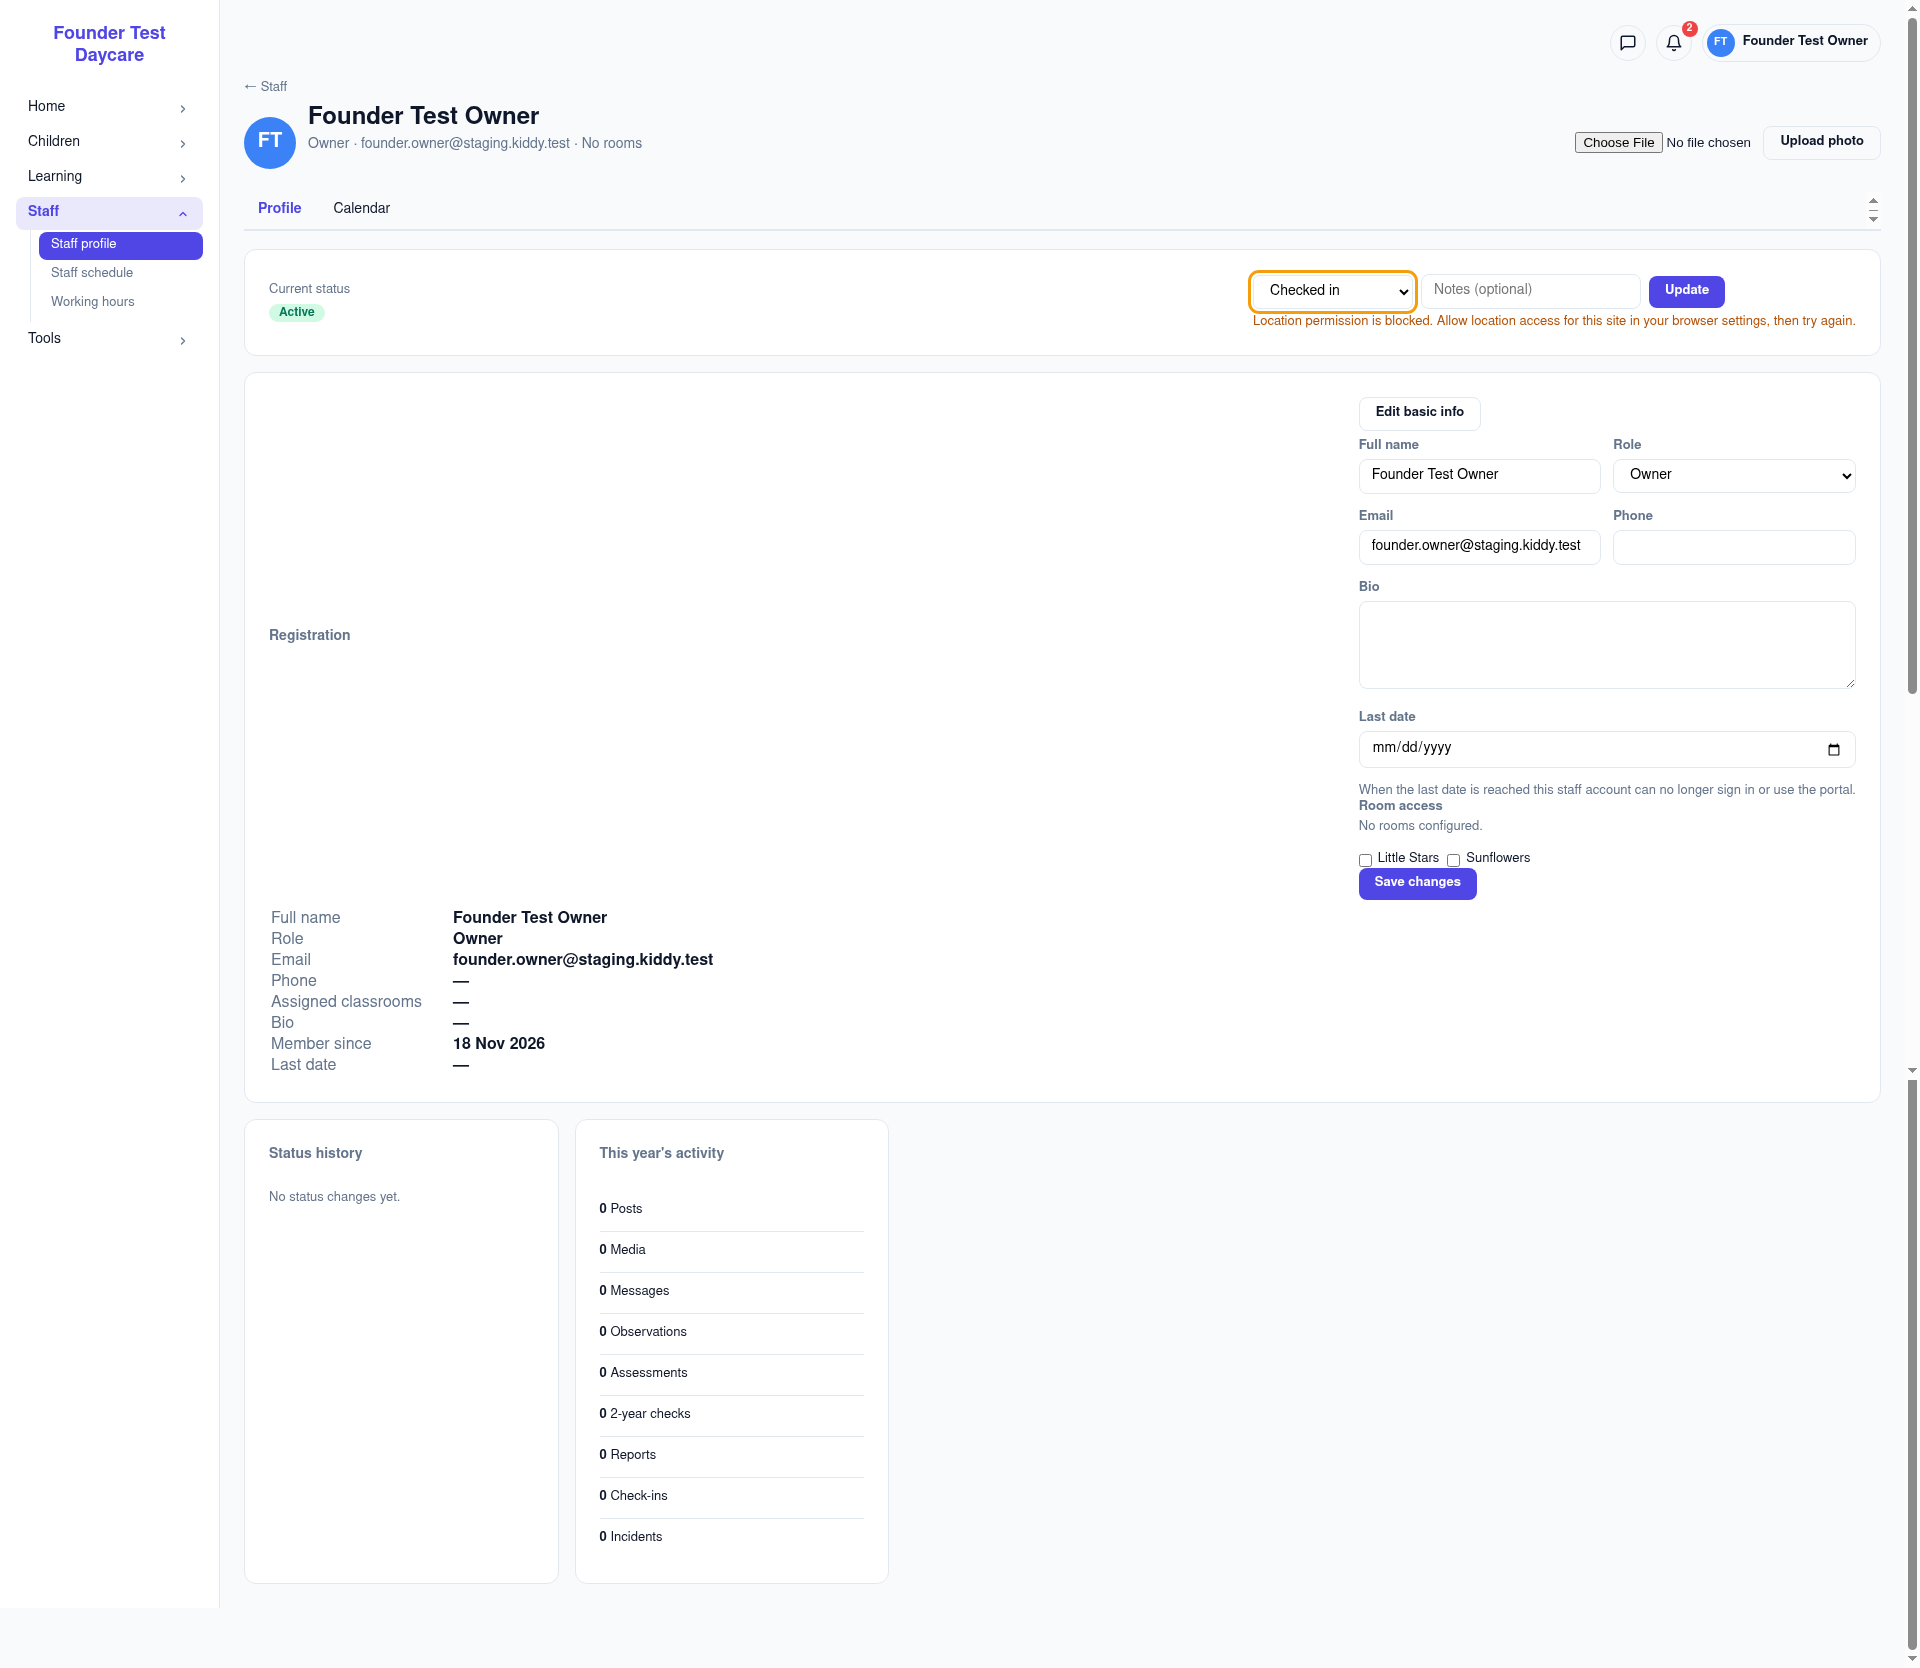 Founder Test
Daycare
Home
Children
Learning
Staff
Staff profile
Staff schedule
Working hours
Tools
2
FT
Founder Test Owner
← Staff
FT
Founder Test Owner
Owner · founder.owner@staging.kiddy.test · No rooms
Choose File No file chosen
Upload photo
Profile
Calendar
Current status
Active
Checked in
Notes (optional)
Update
Location permission is blocked. Allow location access for this site in your browser settings, then try again.
Registration
Edit basic info
Full name
Role
Founder Test Owner
Owner
Email
Phone
founder.owner@staging.kiddy.test
Bio
Last date
mm/dd/yyyy
When the last date is reached this staff account can no longer sign in or use the portal.
Room access
No rooms configured.
Little Stars
Sunflowers
Save changes
Full name Founder Test Owner
Role Owner
Email founder.owner@staging.kiddy.test
Phone —
Assigned classrooms —
Bio —
Member since 18 Nov 2026
Last date —
Status history
No status changes yet.
This year's activity
0 Posts
0 Media
0 Messages
0 Observations
0 Assessments
0 2-year checks
0 Reports
0 Check-ins
0 Incidents